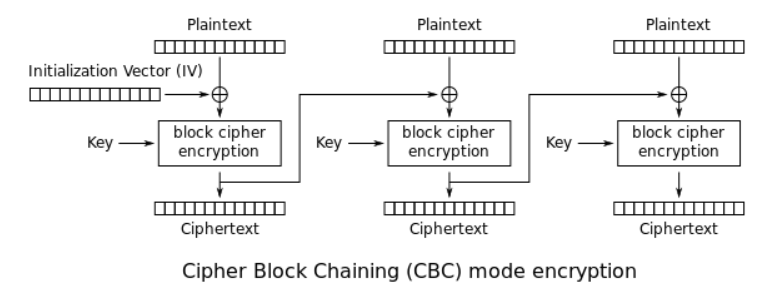 Plaintext
Plaintext
Plaintext
Initialization Vector (IV)
Key
block cipher
encryption
Key
block cipher
encryption
Key
block cipher
encryption
Ciphertext
Ciphertext
Ciphertext
Cipher Block Chaining (CBC) mode encryption